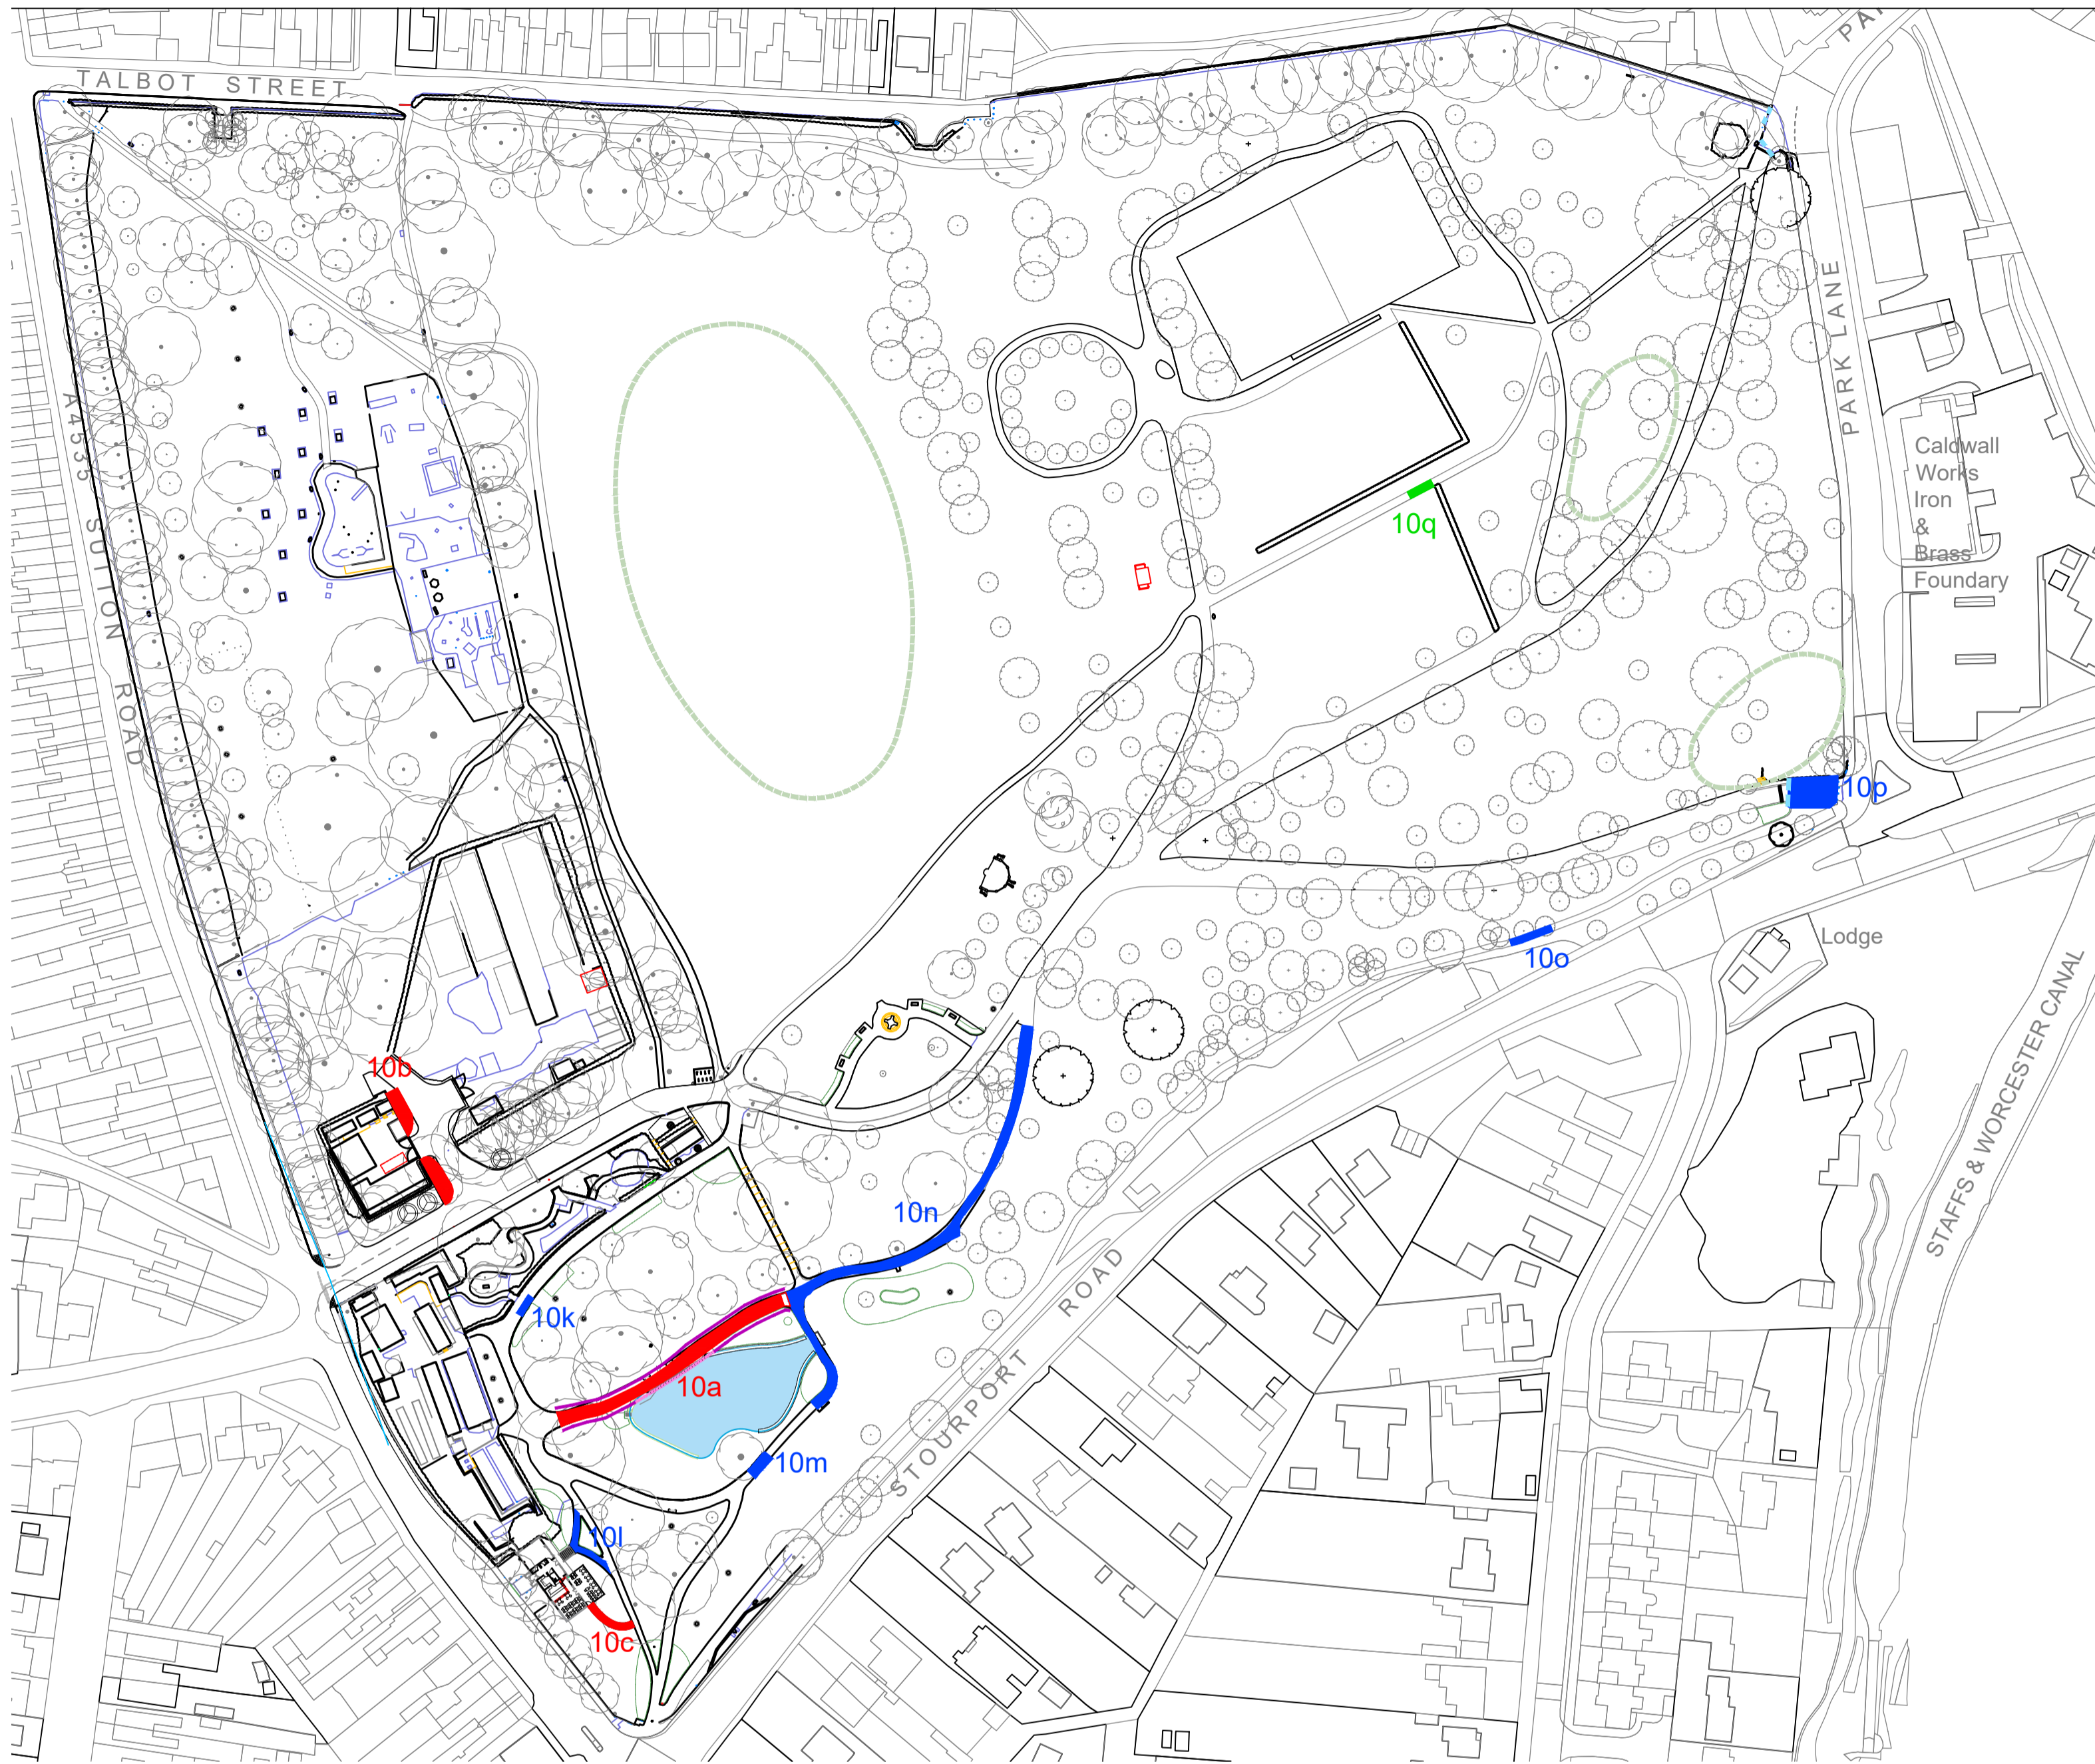 PA
TALBOT STREET
PARK LANE
A4535 SUTTON ROAD
Caldwall
Works
Iron
&
Brass
Foundary
10q
10p
Lodge
10o
STAFFS & WORCESTER CANAL
10b
10n
10k
10a
10m
STOURPORT ROAD
10l
10c